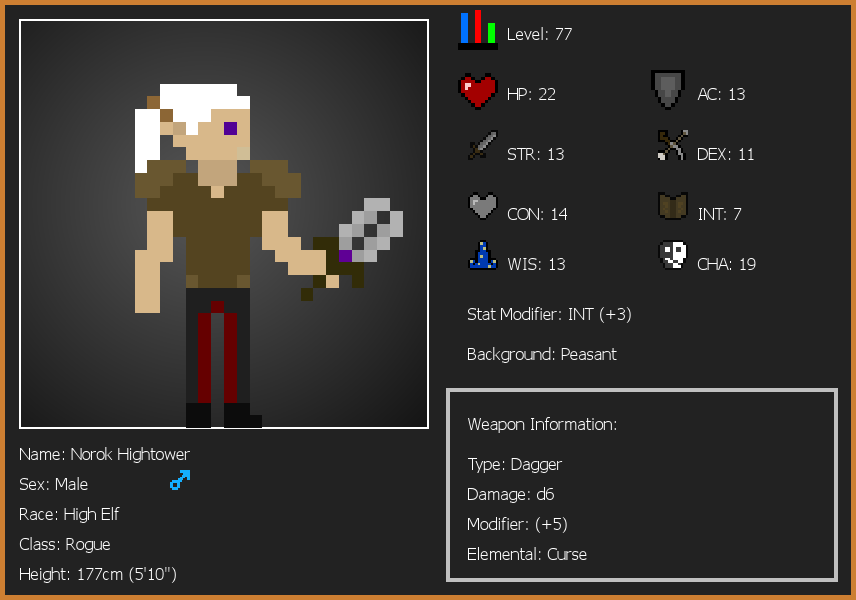 Level: 77
HP: 22
AC: 13
STR: 13
DEX: 11
CON: 14
INT: 7
WIS: 13
CHA: 19
Stat Modifier: INT (+3)
Background: Peasant
Weapon Information:
Type: Dagger
Damage: d6
Modifier: (+5)
Elemental: Curse
Name: Norok Hightower
Sex: Male
Race: High Elf
Class: Rogue
Height: 177cm (5'10")